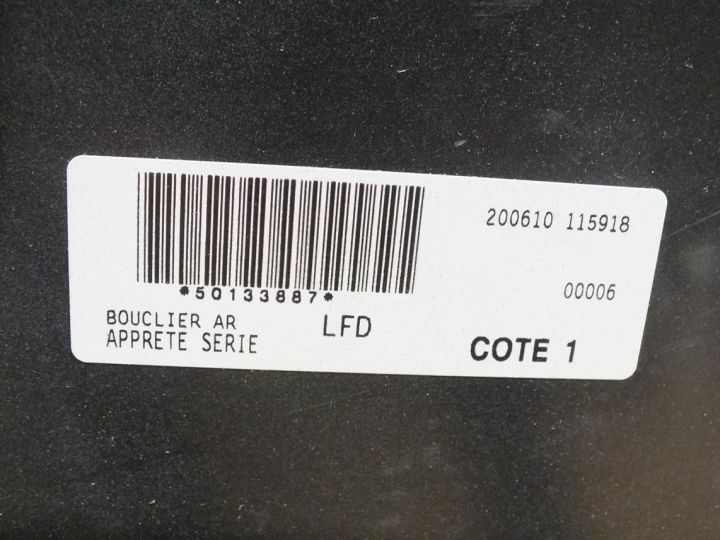 *50133887*
200610 115918
00006
BOUCLIER AR
APPRETE SERIE
LFD
COTE 1